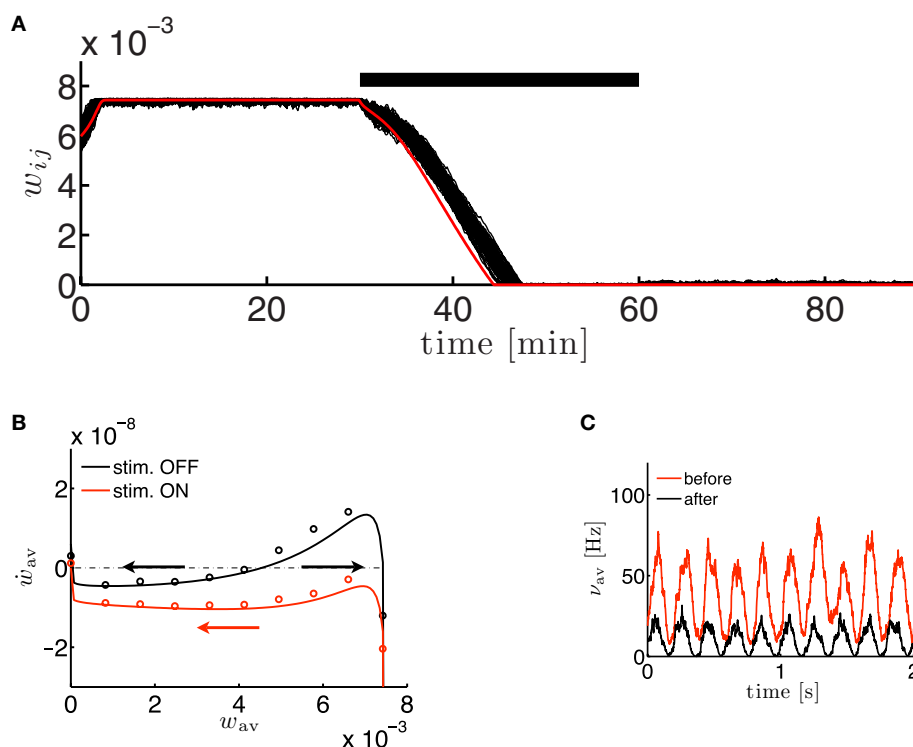 A
x 10⁻³
8
6
4
2
0
w_ij
0 20 40 60 80
time [min]
B
x 10⁻⁸
stim. OFF
stim. ON
2
0
−2
ẇ_av
0 2 4 6 8
w_av
x 10⁻³
C
before
after
100
50
0
ν_av [Hz]
0 1 2
time [s]